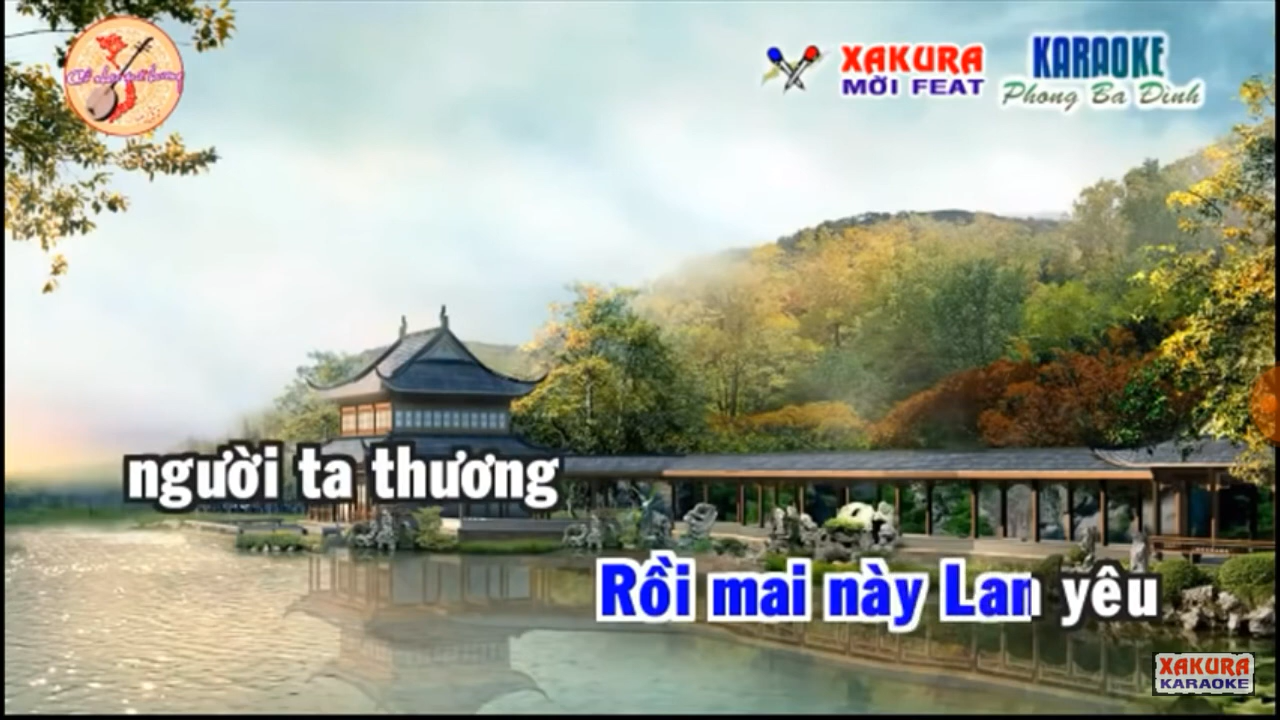 XAKURA
MỜI FEAT
KARAOKE
Phong Ba Đình
người ta thương
Rồi mai này Lan yêu
XAKURA
KARAOKE